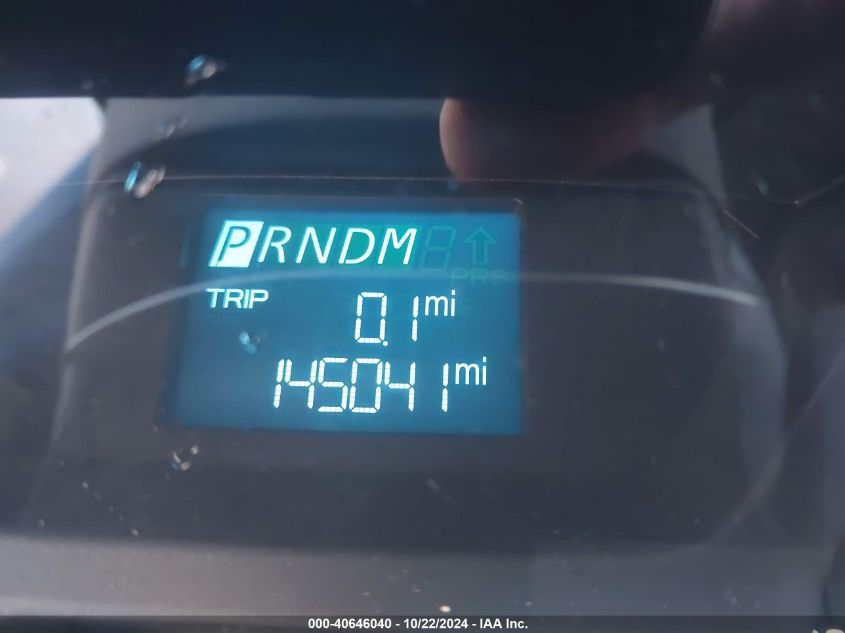 PRNDM
TRIP
0.1 mi
145041 mi
000-40646040 - 10/22/2024 - IAA Inc.